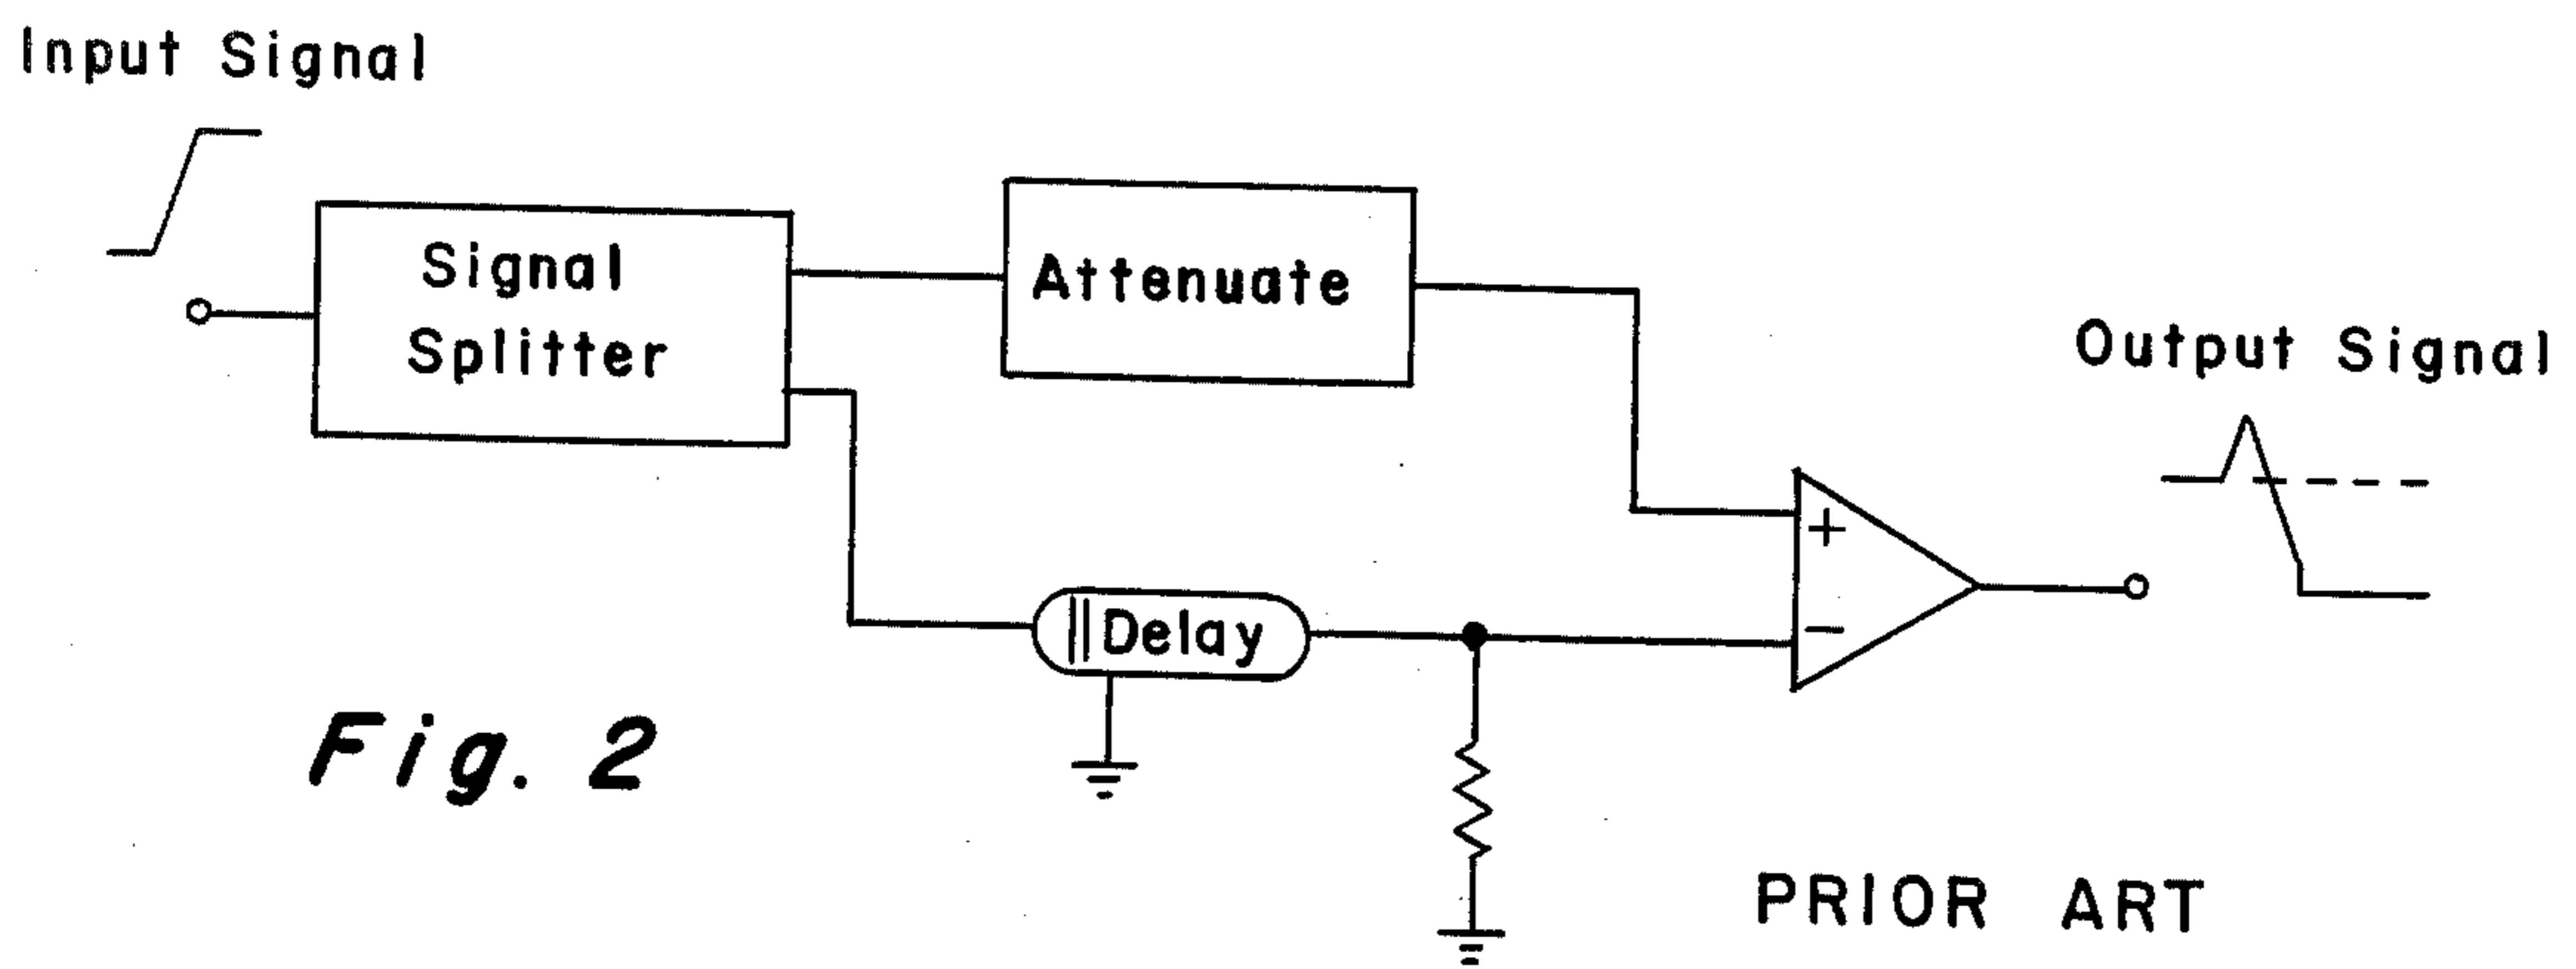 Input Signal
Signal
Splitter
Attenuate
Output Signal
+
Delay
−
Fig. 2
PRIOR ART